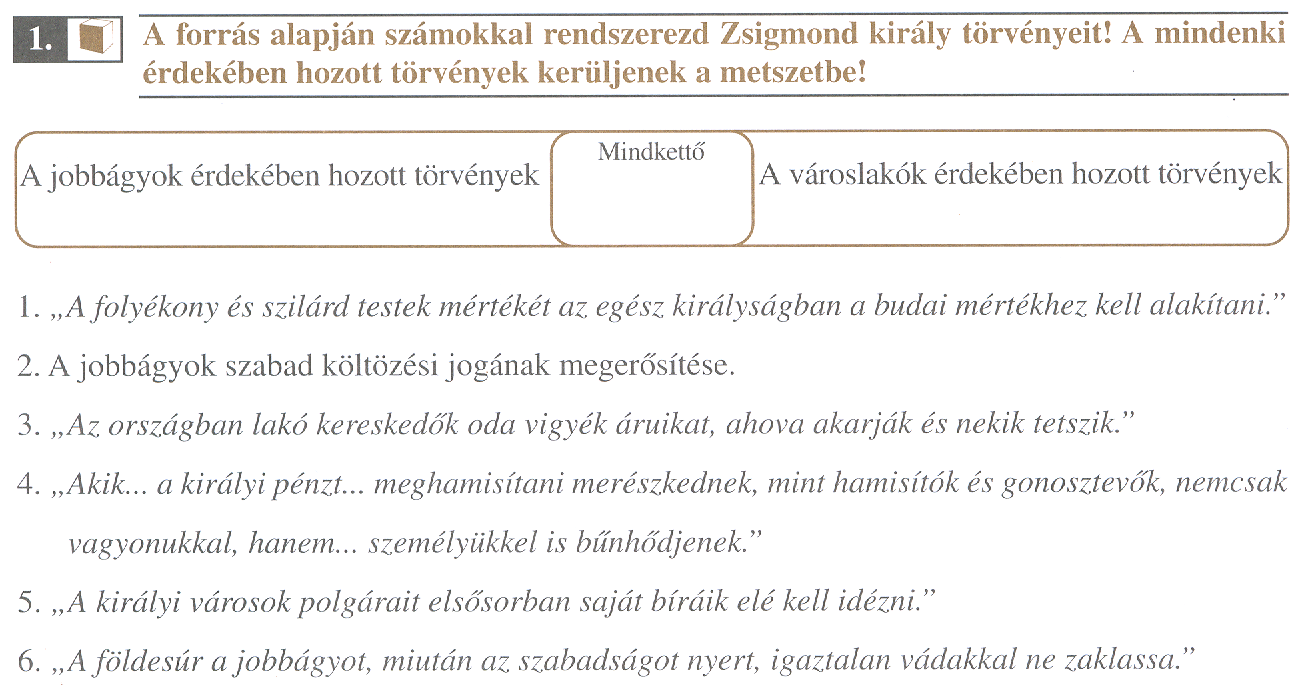 1.
A forrás alapján számokkal rendszerezd Zsigmond király törvényeit! A mindenki
érdekében hozott törvények kerüljenek a metszetbe!
A jobbágyok érdekében hozott törvények
Mindkettő
A városlakók érdekében hozott törvények
1. „A folyékony és szilárd testek mértékét az egész királyságban a budai mértékhez kell alakítani.”
2. A jobbágyok szabad költözési jogának megerősítése.
3. „Az országban lakó kereskedők oda vigyék áruikat, ahova akarják és nekik tetszik.”
4. „Akik... a királyi pénzt... meghamisítani merészkednek, mint hamisítók és gonosztevők, nemcsak
vagyonukkal, hanem... személyükkel is bűnhődjenek.”
5. „A királyi városok polgárait elsősorban saját bíráik elé kell idézni.”
6. „A földesúr a jobbágyot, miután az szabadságot nyert, igaztalan vádakkal ne zaklassa.”